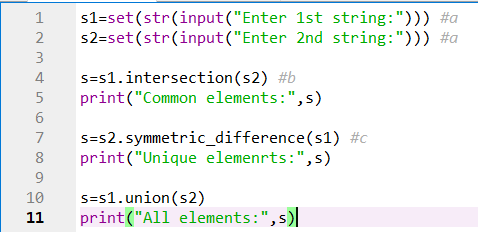 1 s1=set(str(input("Enter 1st string:"))) #a
2 s2=set(str(input("Enter 2nd string:"))) #a
3
4 s=s1.intersection(s2) #b
5 print("Common elements:",s)
6
7 s=s2.symmetric_difference(s1) #c
8 print("Unique elemenrts:",s)
9
10 s=s1.union(s2)
11 print("All elements:",s)